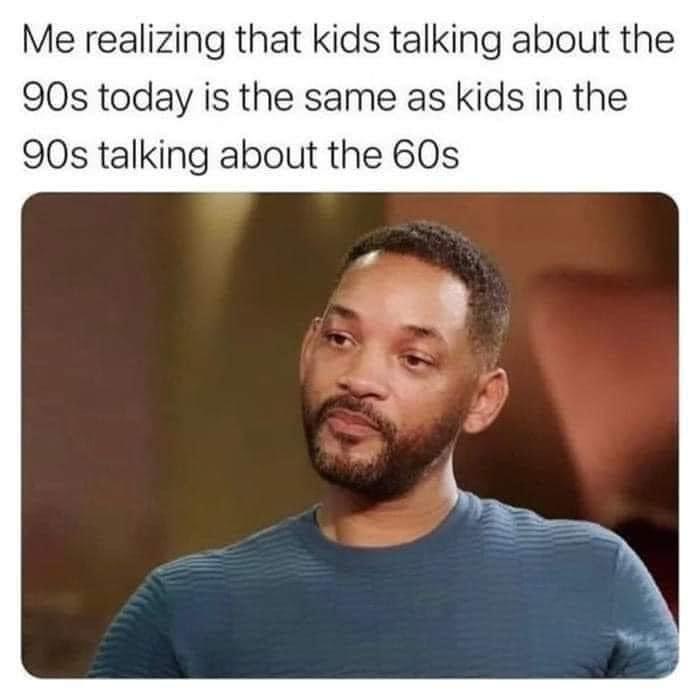 Me realizing that kids talking about the
90s today is the same as kids in the
90s talking about the 60s